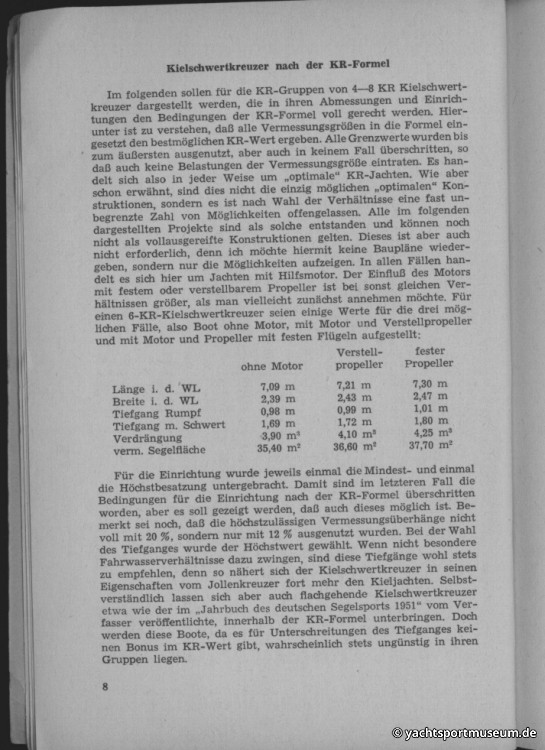 Kielschwertkreuzer nach der KR-Formel
Im folgenden sollen für die KR-Gruppen von 4—8 KR Kielschwert-
kreuzer dargestellt werden, die in ihren Abmessungen und Einrich-
tungen den Bedingungen der KR-Formel voll gerecht werden. Hier-
unter ist zu verstehen, daß alle Vermessungsgrößen in die Formel ein-
gesetzt den bestmöglichen KR-Wert ergeben. Alle Grenzwerte wurden bis
zum äußersten ausgenutzt, aber auch in keinem Fall überschritten, so
daß auch keine Belastungen der Vermessungsgröße eintraten. Es han-
delt sich also in jeder Weise um „optimale“ KR-Jachten. Wie aber
schon erwähnt, sind dies nicht die einzig möglichen „optimalen“ Kon-
struktionen, sondern es ist nach Wahl der Verhältnisse eine fast un-
begrenzte Zahl von Möglichkeiten offengelassen. Alle im folgenden
dargestellten Projekte sind als solche entstanden und können noch
nicht als vollausgereifte Konstruktionen gelten. Dieses ist aber auch
nicht erforderlich, denn ich möchte hiermit keine Baupläne wieder-
geben, sondern nur die Möglichkeiten aufzeigen. In allen Fällen han-
delt es sich hier um Jachten mit Hilfsmotor. Der Einfluß des Motors
mit festem oder verstellbarem Propeller ist bei sonst gleichen Ver-
hältnissen größer, als man vielleicht zunächst annehmen möchte. Für
einen 6-KR-Kielschwertkreuzer seien einige Werte für die drei mög-
lichen Fälle, also Boot ohne Motor, mit Motor und Verstellpropeller
und mit Motor und Propeller mit festen Flügeln aufgestellt:
Verstell- fester
ohne Motor propeller Propeller
Länge i. d. WL 7,09 m 7,21 m 7,30 m
Breite i. d. WL 2,39 m 2,43 m 2,47 m
Tiefgang Rumpf 0,98 m 0,99 m 1,01 m
Tiefgang m. Schwert 1,69 m 1,72 m 1,80 m
Verdrängung 3,90 m³ 4,10 m³ 4,25 m³
verm. Segelfläche 35,40 m² 36,60 m² 37,70 m²
Für die Einrichtung wurde jeweils einmal die Mindest- und einmal
die Höchstbesatzung untergebracht. Damit sind im letzteren Fall die
Bedingungen für die Einrichtung nach der KR-Formel überschritten
worden, aber es soll gezeigt werden, daß auch dieses möglich ist. Be-
merkt sei noch, daß die höchstzulässigen Vermessungsüberhänge nicht
voll mit 20 %, sondern nur mit 12 % ausgenutzt wurden. Bei der Wahl
des Tiefganges wurde der Höchstwert gewählt. Wenn nicht besondere
Fahrwasserverhältnisse dazu zwingen, sind diese Tiefgänge wohl stets
zu empfehlen, denn so nähert sich der Kielschwertkreuzer in seinen
Eigenschaften vom Jollenkreuzer fort mehr den Kieljachten. Selbst-
verständlich lassen sich aber auch flachgehende Kielschwertkreuzer
etwa wie der im „Jahrbuch des deutschen Segelsports 1951“ vom Ver-
fasser veröffentlichte, innerhalb der KR-Formel unterbringen. Doch
werden diese Boote, da es für Unterschreitungen des Tiefganges kei-
nen Bonus im KR-Wert gibt, wahrscheinlich stets ungünstig in ihren
Gruppen liegen.
8
© yachtsportmuseum.de